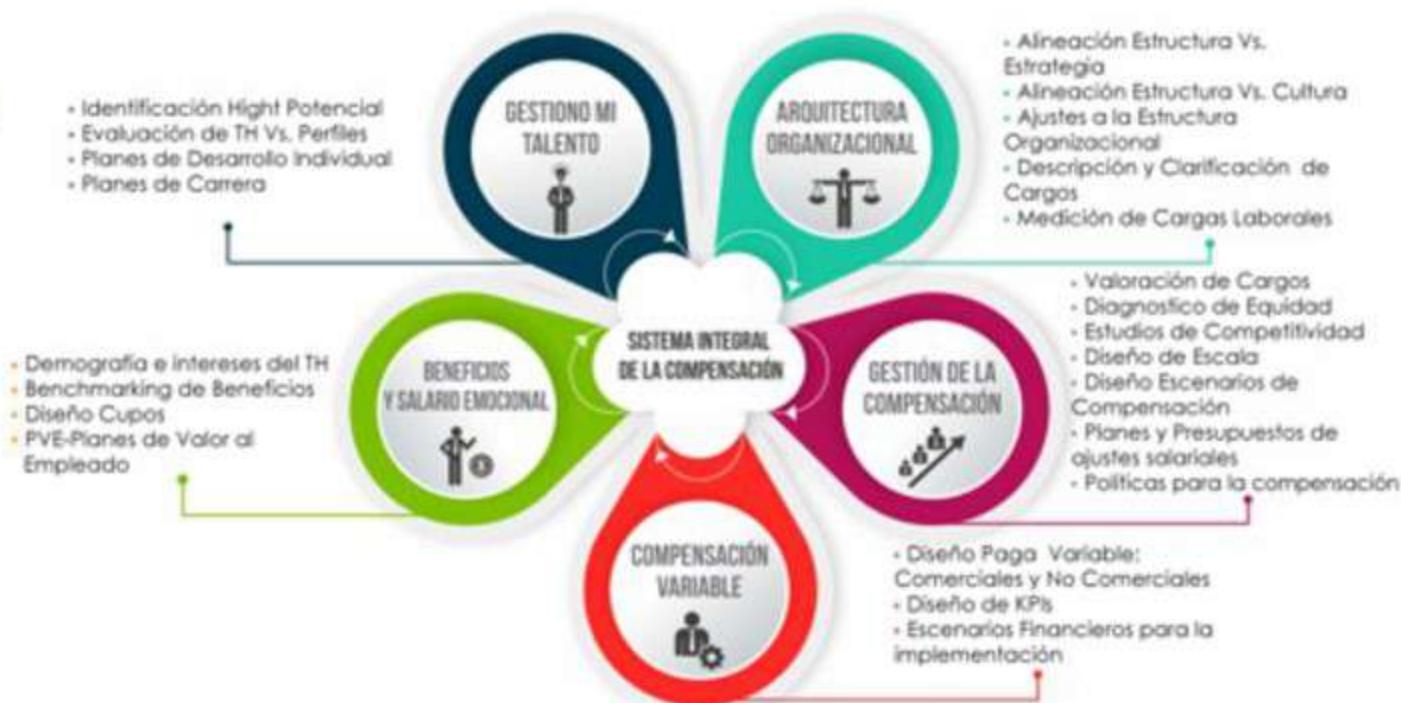 GESTIONO MI
TALENTO
- Identificación Hight Potencial
- Evaluación de TH Vs. Perfiles
- Planes de Desarrollo Individual
- Planes de Carrera
ARQUITECTURA
ORGANIZACIONAL
- Alineación Estructura Vs.
Estrategia
- Alineación Estructura Vs. Cultura
- Ajustes a la Estructura
Organizacional
- Descripción y Clarificación de
Cargos
- Medición de Cargas Laborales
SISTEMA INTEGRAL
DE LA COMPENSACIÓN
BENEFICIOS
Y SALARIO EMOCIONAL
- Demografía e intereses del TH
- Benchmarking de Beneficios
- Diseño Cupos
- PVE-Planes de Valor al
Empleado
GESTIÓN DE LA
COMPENSACIÓN
- Valoración de Cargos
- Diagnostico de Equidad
- Estudios de Competitividad
- Diseño de Escala
- Diseño Escenarios de
Compensación
- Planes y Presupuestos de
ajustes salariales
- Políticas para la compensación
COMPENSACIÓN
VARIABLE
- Diseño Paga Variable:
Comerciales y No Comerciales
- Diseño de KPIs
- Escenarios Financieros para la
implementación